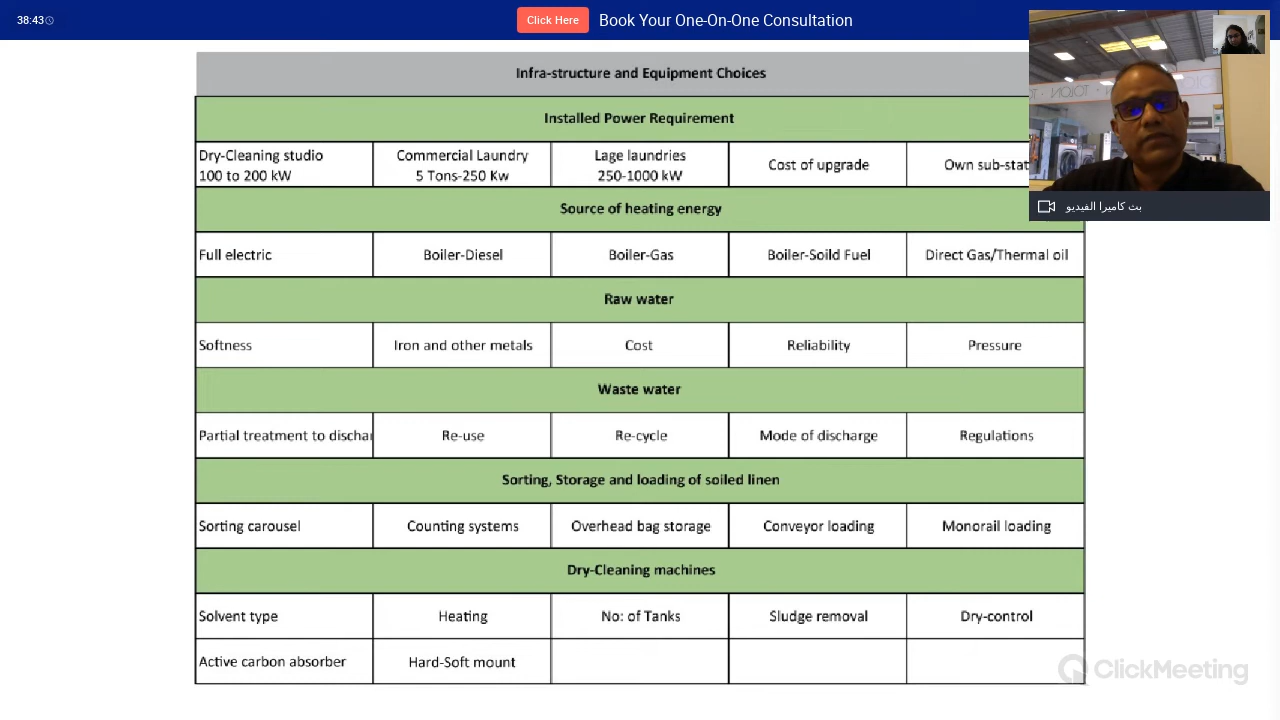 38:43
Click Here Book Your One-On-One Consultation
Infra-structure and Equipment Choices
Installed Power Requirement
Dry-Cleaning studio
100 to 200 kW
Commercial Laundry
5 Tons-250 Kw
Lage laundries
250-1000 kW
Cost of upgrade
Own sub-stat
بث كاميرا الفيديو
Source of heating energy
Full electric
Boiler-Diesel
Boiler-Gas
Boiler-Soild Fuel
Direct Gas/Thermal oil
Raw water
Softness
Iron and other metals
Cost
Reliability
Pressure
Waste water
Partial treatment to dischar
Re-use
Re-cycle
Mode of discharge
Regulations
Sorting, Storage and loading of soiled linen
Sorting carousel
Counting systems
Overhead bag storage
Conveyor loading
Monorail loading
Dry-Cleaning machines
Solvent type
Heating
No: of Tanks
Sludge removal
Dry-control
Active carbon absorber
Hard-Soft mount
ClickMeeting